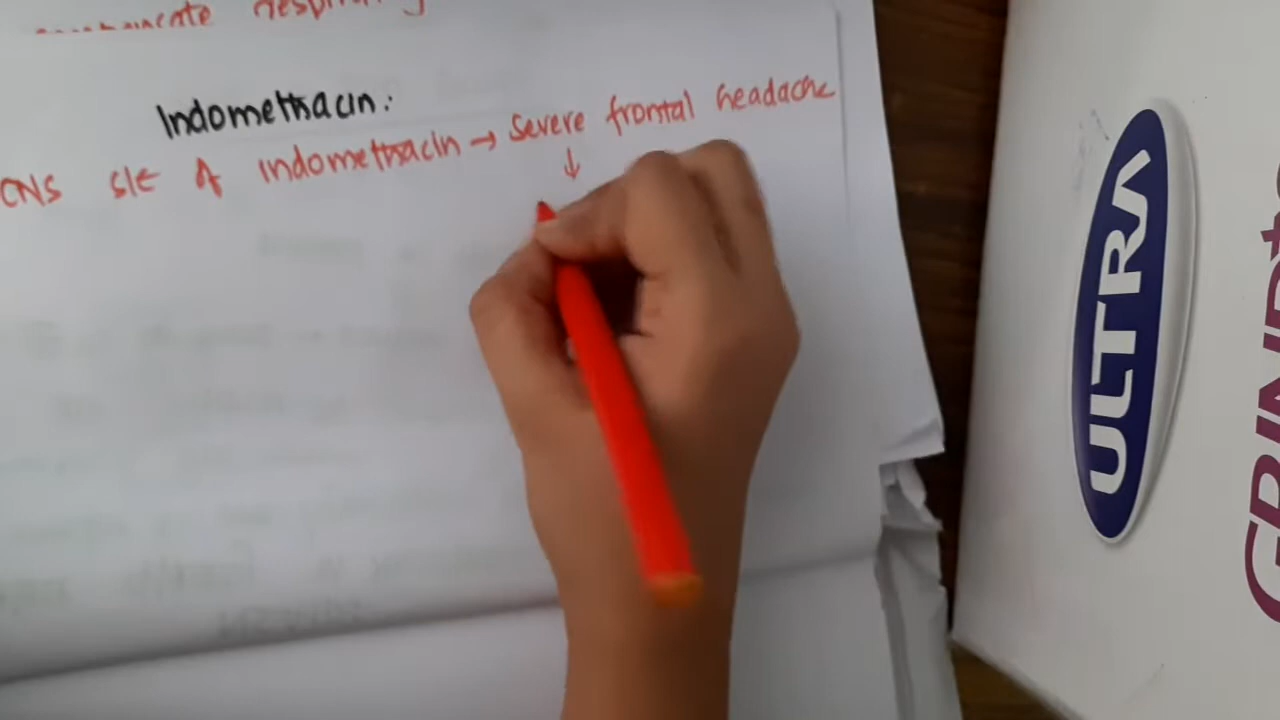 Indomethacin:
CNS S/E of indomethacin → Severe frontal headache
↓
ULTRA